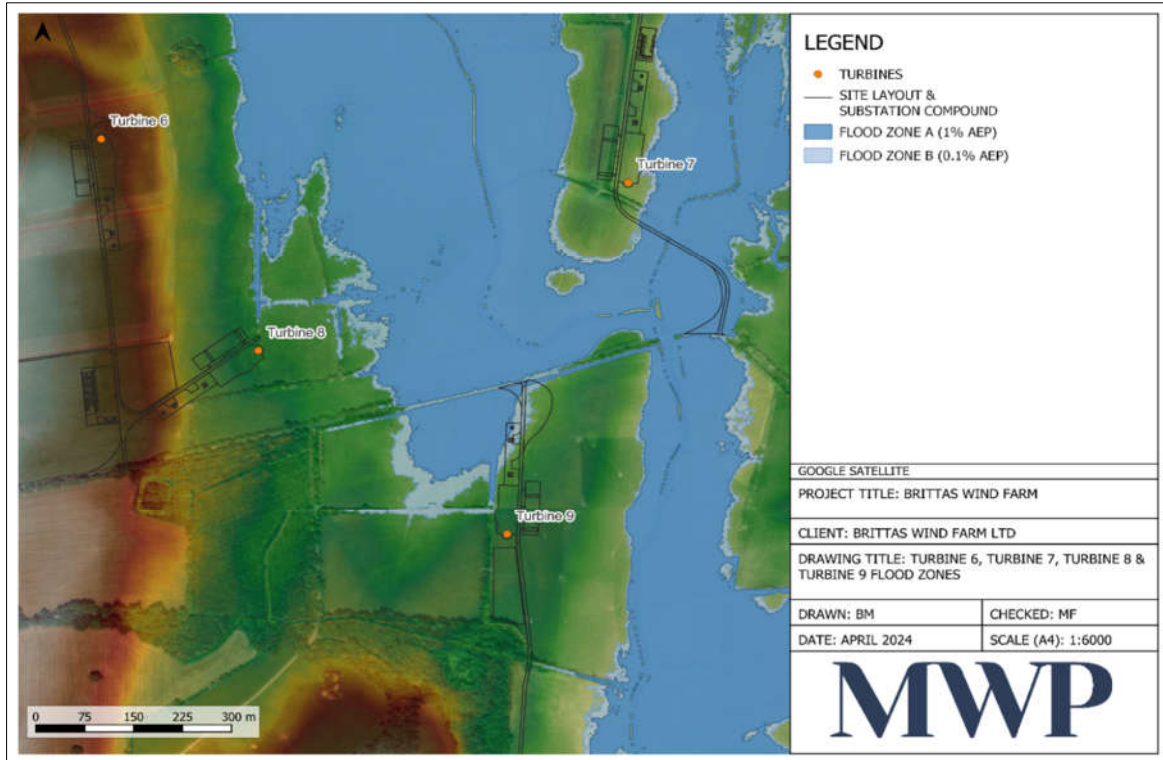 Turbine 6
Turbine 7
Turbine 8
Turbine 9
0 75 150 225 300 m
LEGEND
TURBINES
SITE LAYOUT &
SUBSTATION COMPOUND
FLOOD ZONE A (1% AEP)
FLOOD ZONE B (0.1% AEP)
GOOGLE SATELLITE
PROJECT TITLE: BRITTAS WIND FARM
CLIENT: BRITTAS WIND FARM LTD
DRAWING TITLE: TURBINE 6, TURBINE 7, TURBINE 8 &
TURBINE 9 FLOOD ZONES
DRAWN: BM
CHECKED: MF
DATE: APRIL 2024
SCALE (A4): 1:6000
MWP